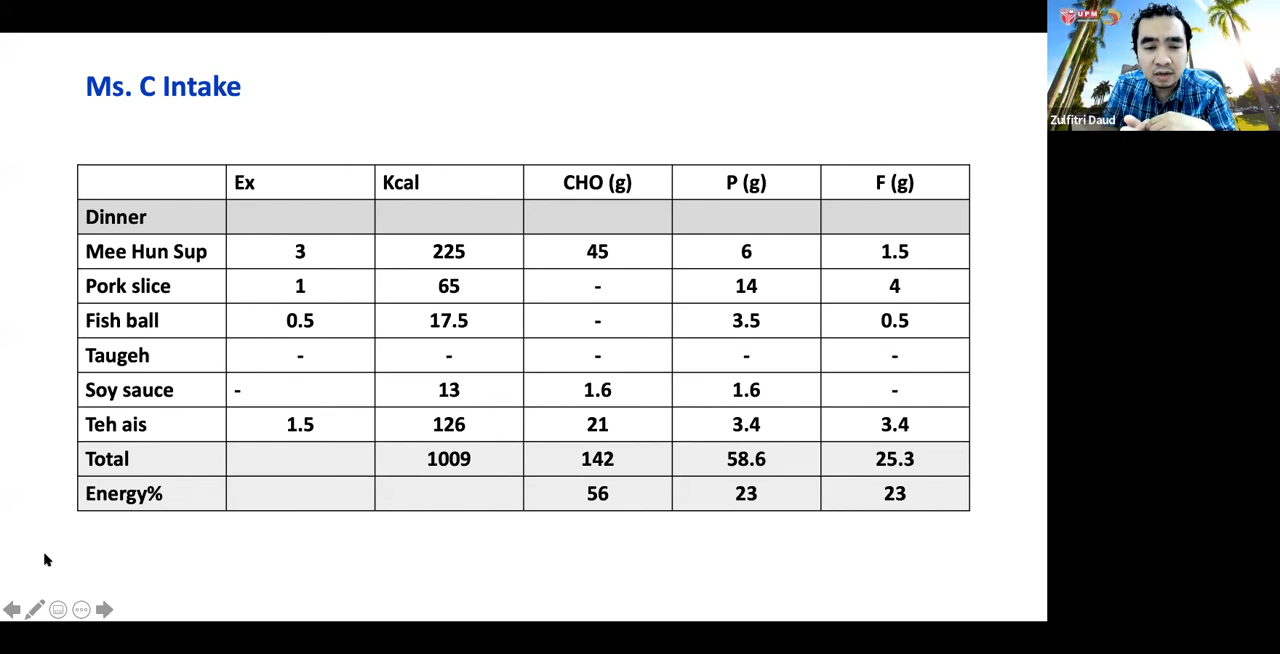 Ms. C Intake
Ex Kcal CHO (g) P (g) F (g)
Dinner
Mee Hun Sup 3 225 45 6 1.5
Pork slice 1 65 - 14 4
Fish ball 0.5 17.5 - 3.5 0.5
Taugeh - - - - -
Soy sauce - 13 1.6 1.6 -
Teh ais 1.5 126 21 3.4 3.4
Total 1009 142 58.6 25.3
Energy% 56 23 23
UPM
Zulfitri Daud